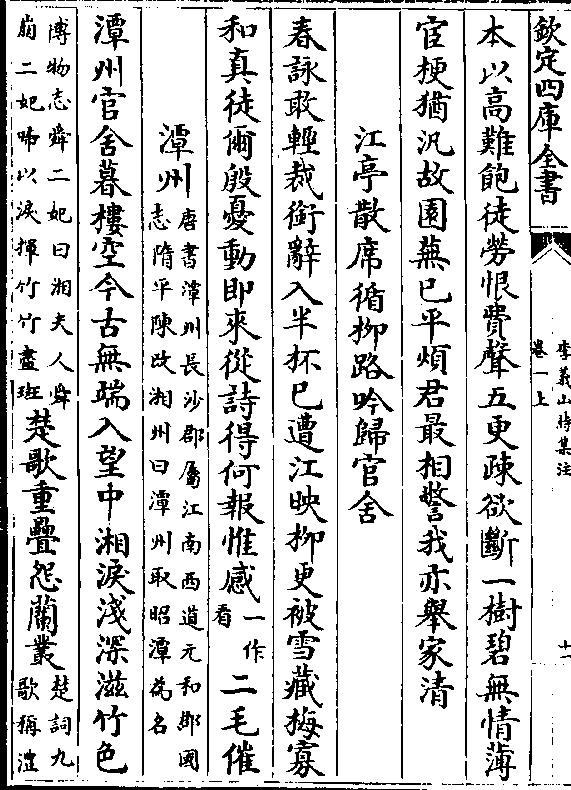 欽定四庫全書
李義山詩集注
卷一上
十一
本以高難飽徒勞恨費聲五更疎欲斷一樹碧無情薄
宦梗猶汎故園蕪已平煩君最相警我亦舉家清
江亭散席循柳路吟歸官舍
春詠敢輕裁銜辭入半杯已遭江映柳更被雪藏梅寡
和真徒爾殷憂動即來從詩得何報惟感一作看二毛催
潭州唐書潭州長沙郡屬江南西道元和郡國志隋平陳改湘州曰潭州取昭潭為名
潭州官舍暮樓空今古無端入望中湘淚淺深滋竹色
博物志舜二妃曰湘夫人舜崩二妃啼以淚揮竹竹盡斑楚歌重疊怨蘭叢楚詞九歌稱澧